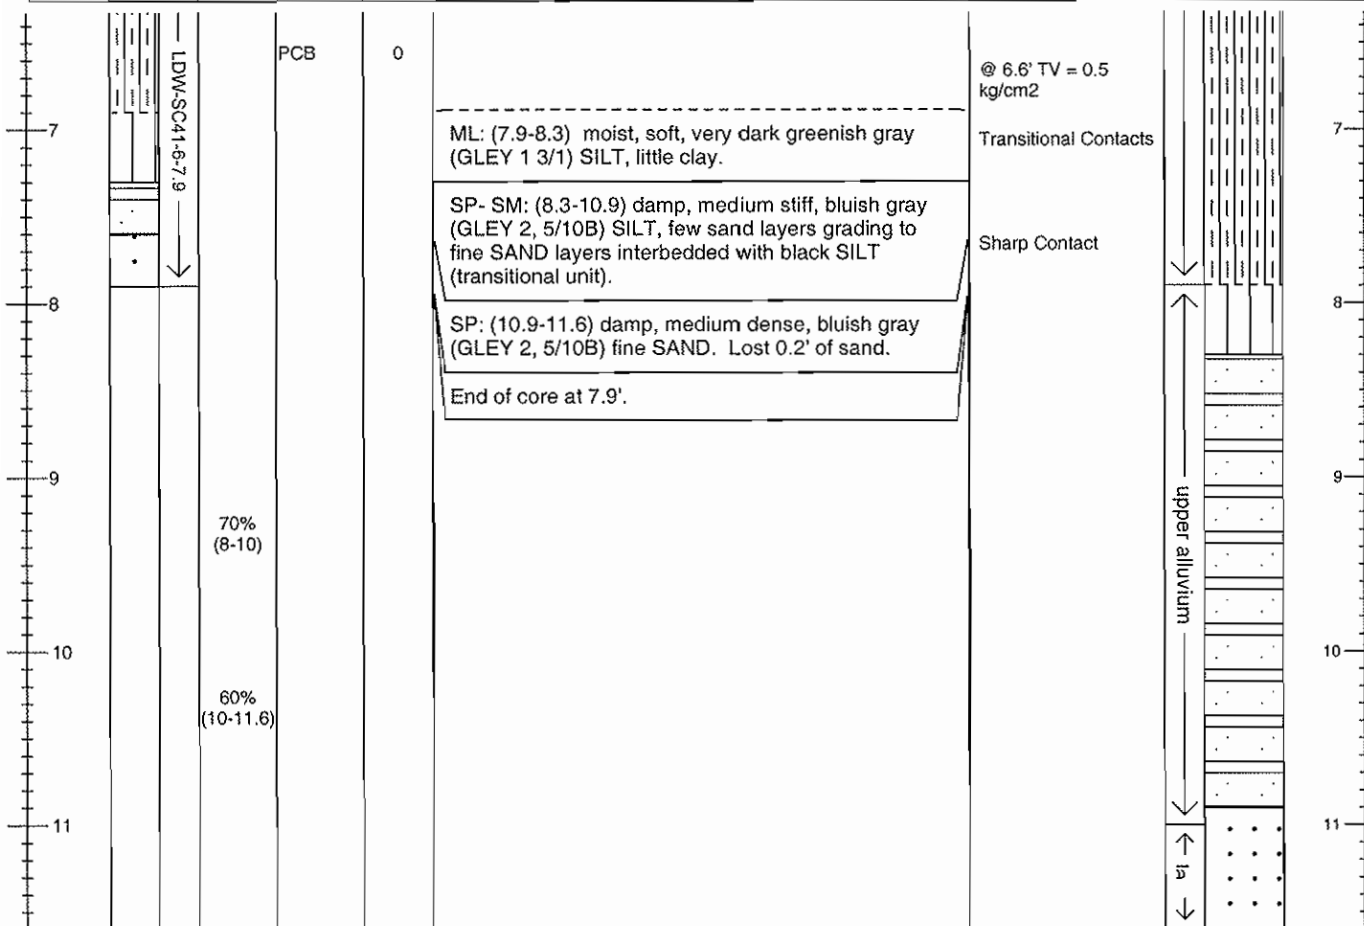 PCB 0
@ 6.6' TV = 0.5
kg/cm2
LDW-SC41-6-7.9
7
ML: (7.9-8.3) moist, soft, very dark greenish gray
(GLEY 1 3/1) SILT, little clay.
Transitional Contacts
7
SP- SM: (8.3-10.9) damp, medium stiff, bluish gray
(GLEY 2, 5/10B) SILT, few sand layers grading to
fine SAND layers interbedded with black SILT
(transitional unit).
Sharp Contact
8
8
SP: (10.9-11.6) damp, medium dense, bluish gray
(GLEY 2, 5/10B) fine SAND. Lost 0.2' of sand.
End of core at 7.9'.
9
9
70%
(8-10)
upper alluvium
10
10
60%
(10-11.6)
11
11
la